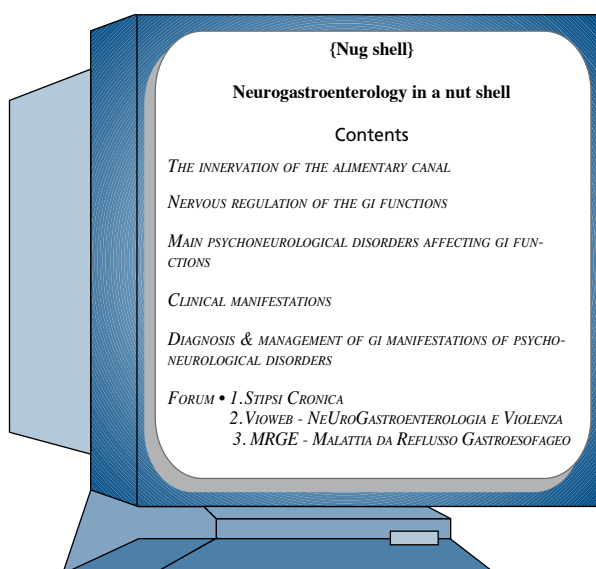 {Nug shell}
Neurogastroenterology in a nut shell
Contents
THE INNERVATION OF THE ALIMENTARY CANAL
NERVOUS REGULATION OF THE GI FUNCTIONS
MAIN PSYCHONEUROLOGICAL DISORDERS AFFECTING GI FUN-
CTIONS
CLINICAL MANIFESTATIONS
DIAGNOSIS & MANAGEMENT OF GI MANIFESTATIONS OF PSYCHO-
NEUROLOGICAL DISORDERS
FORUM • 1.STIPSI CRONICA
2.VIOWEB - NEUROGASTROENTEROLOGIA E VIOLENZA
3. MRGE - MALATTIA DA REFLUSSO GASTROESOFAGEO